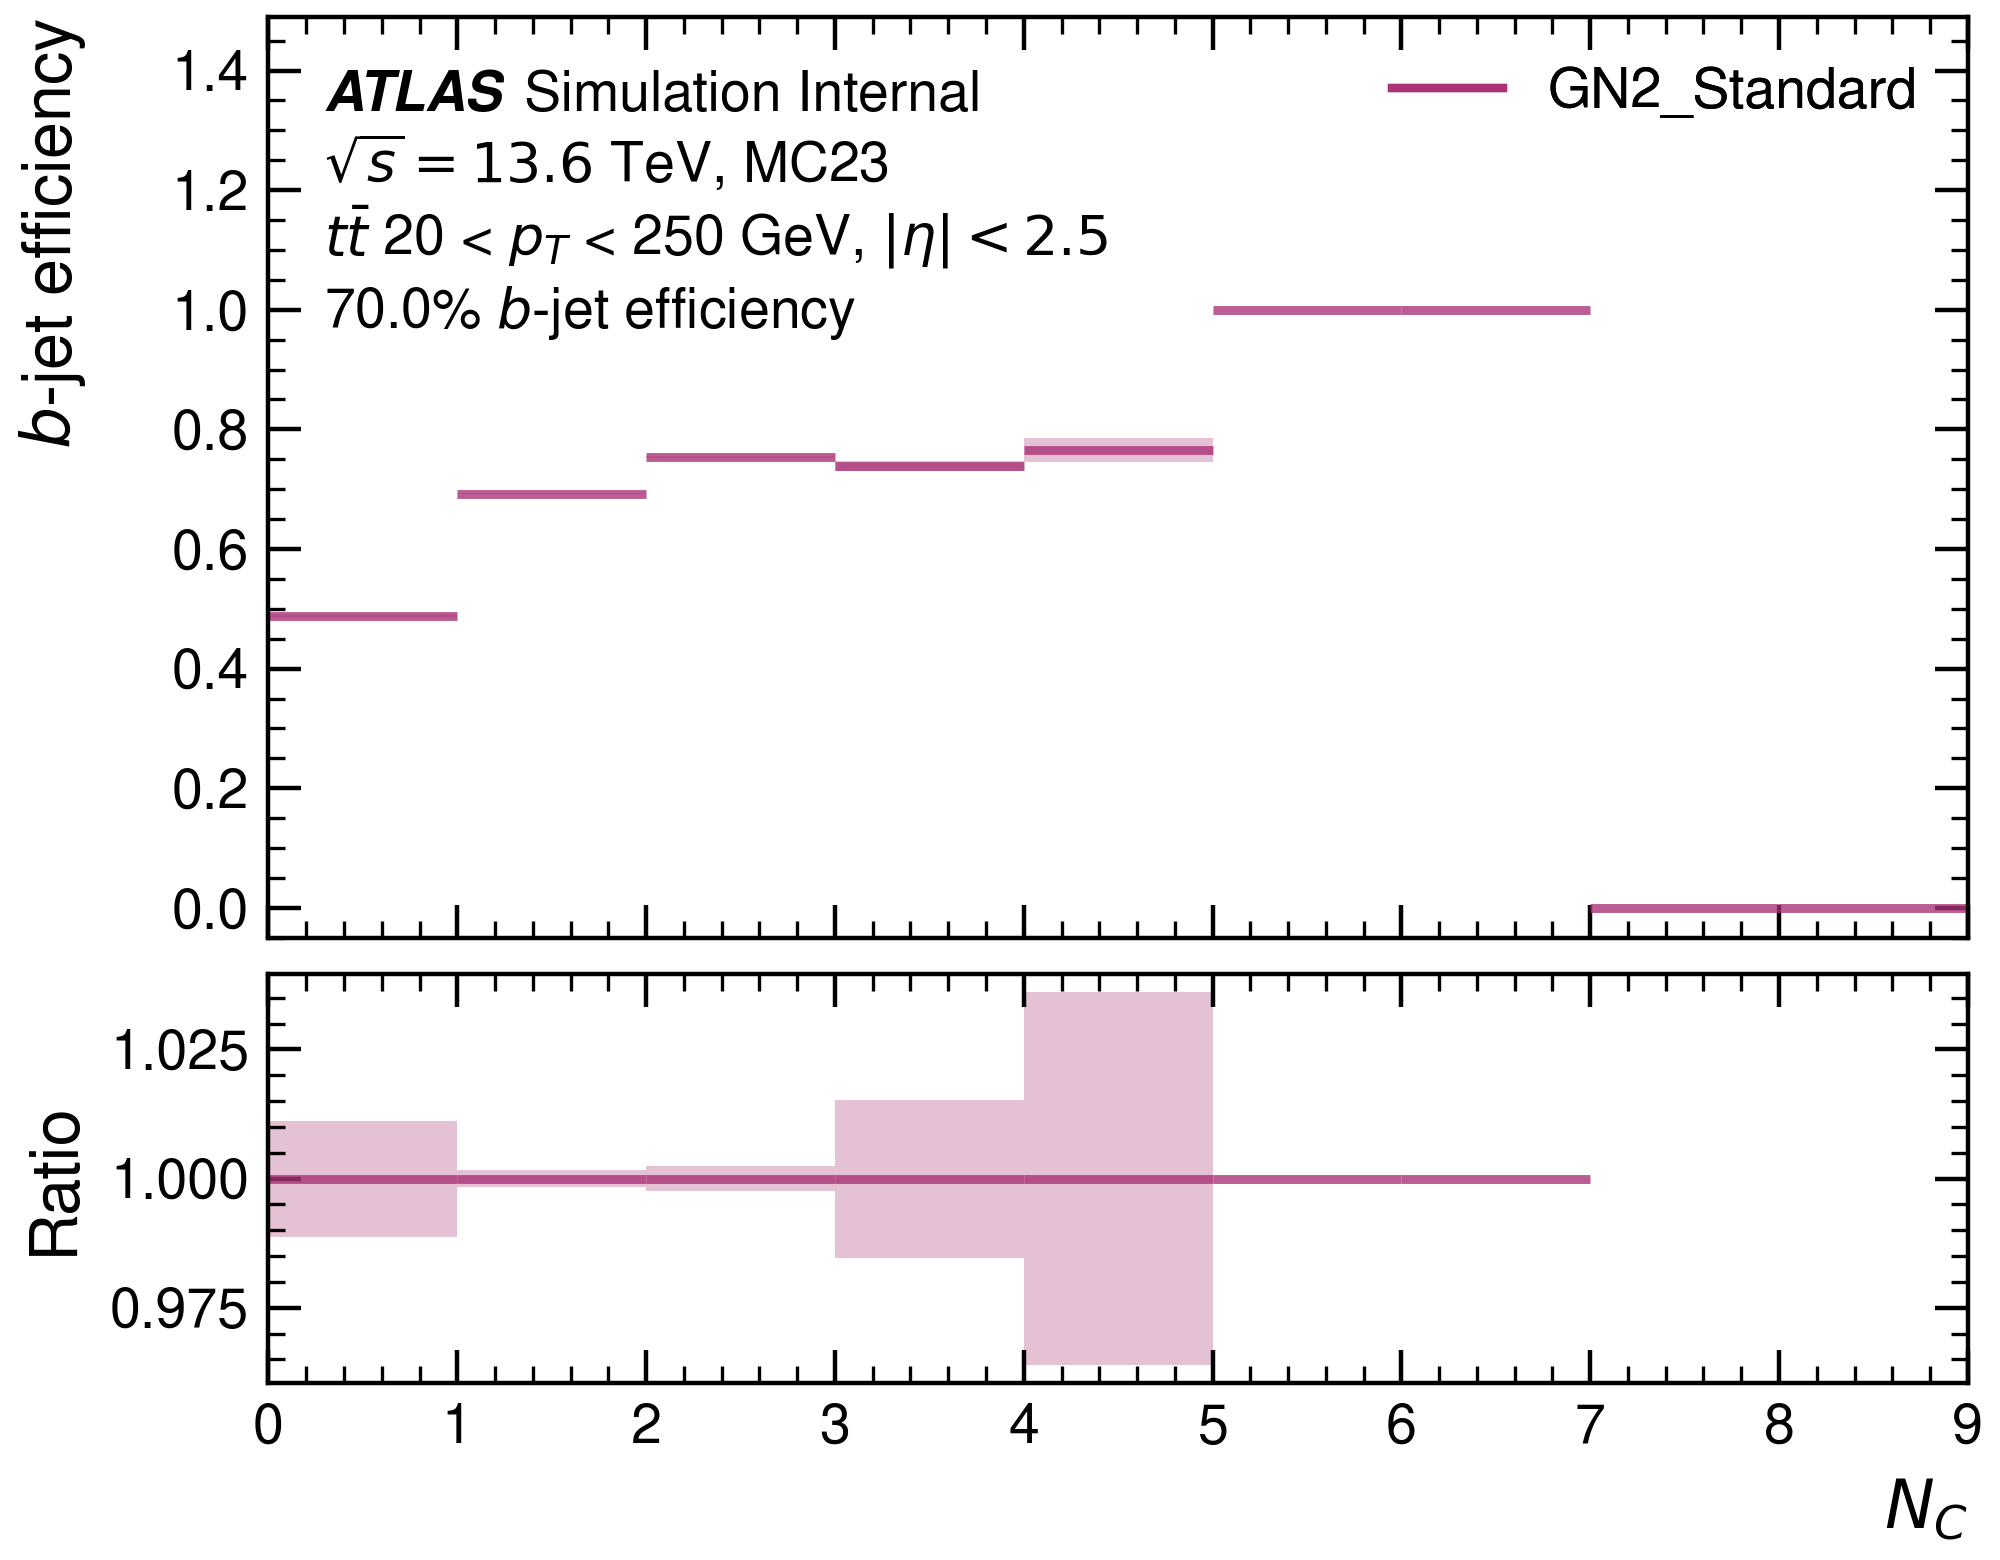 b-jet efficiency
1.4
1.2
1.0
0.8
0.6
0.4
0.2
0.0
ATLAS Simulation Internal
√s = 13.6 TeV, MC23
tt̄ 20 < p_T < 250 GeV, |η| < 2.5
70.0% b-jet efficiency
GN2_Standard
Ratio
1.025
1.000
0.975
0 1 2 3 4 5 6 7 8 9
N_C